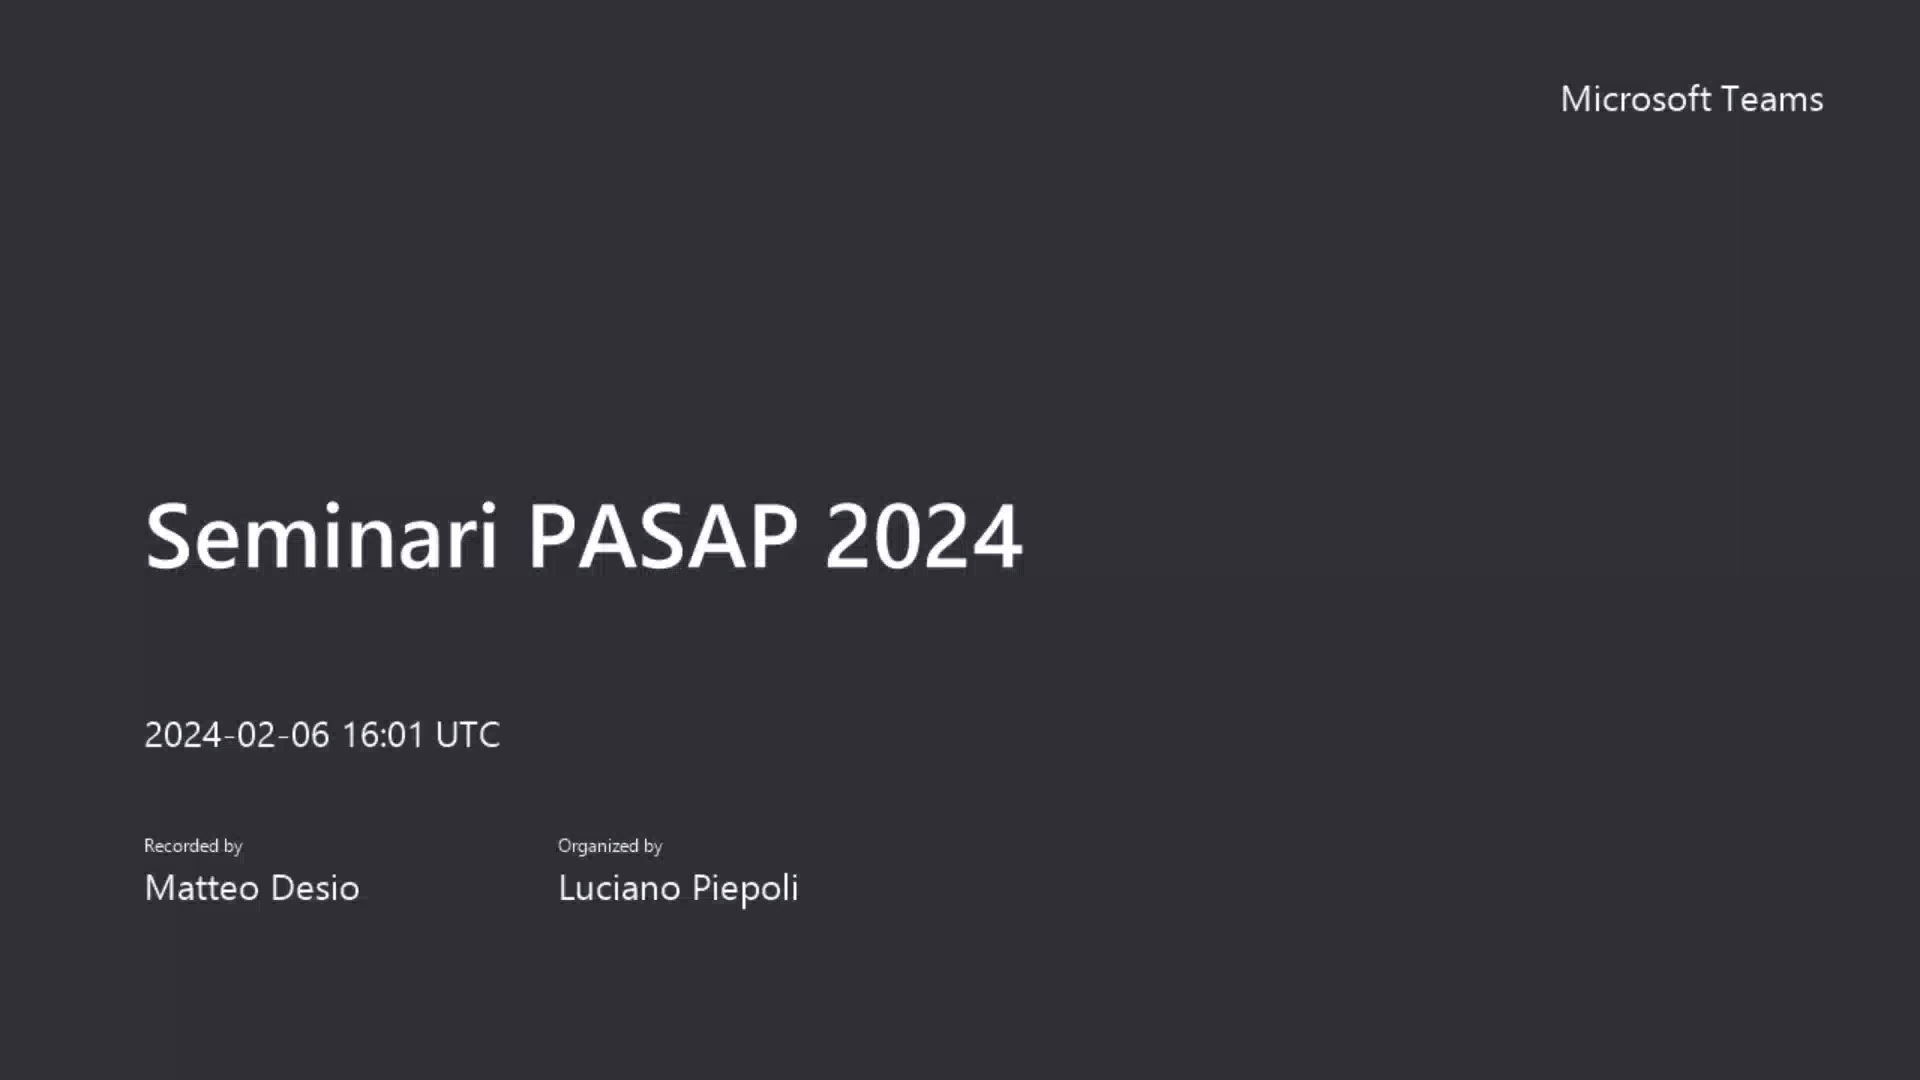 Microsoft Teams
Seminari PASAP 2024
2024-02-06 16:01 UTC
Recorded by
Matteo Desio
Organized by
Luciano Piepoli